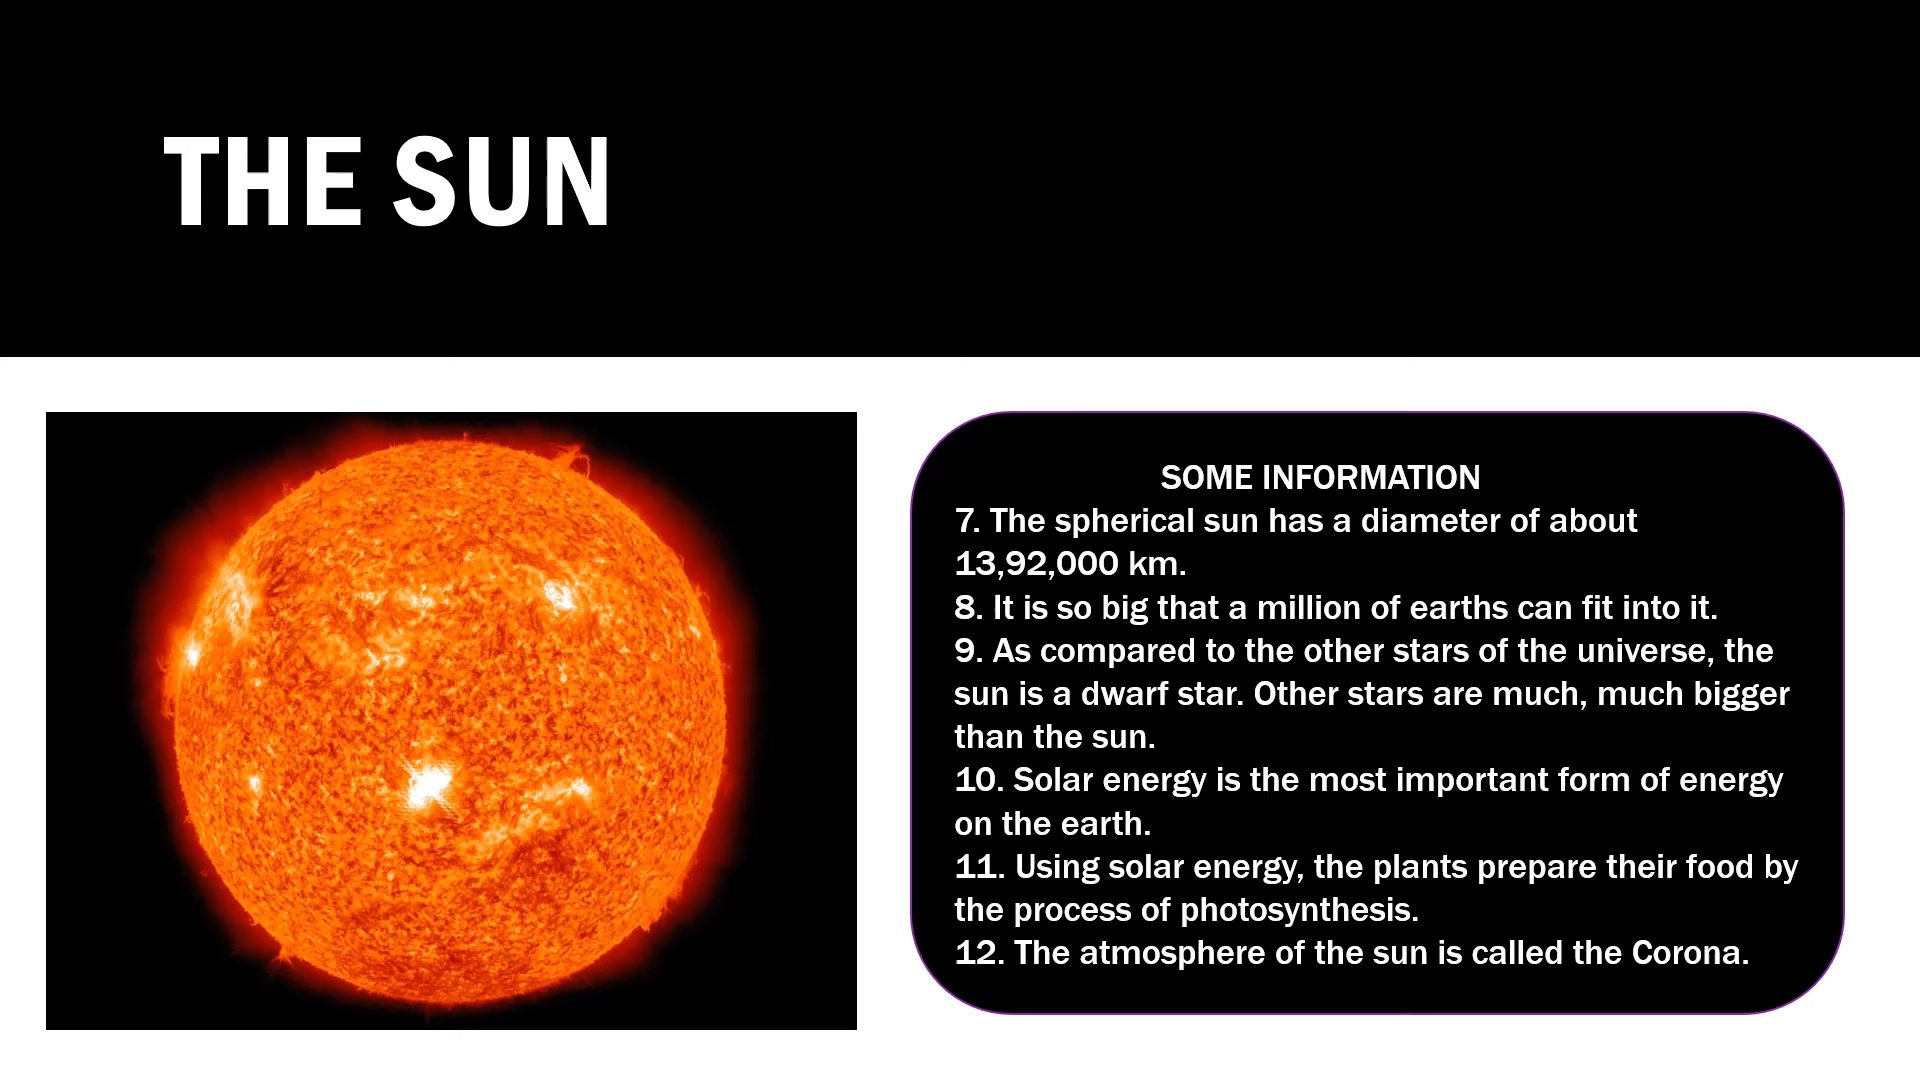 THE SUN
SOME INFORMATION
7. The spherical sun has a diameter of about
13,92,000 km.
8. It is so big that a million of earths can fit into it.
9. As compared to the other stars of the universe, the
sun is a dwarf star. Other stars are much, much bigger
than the sun.
10. Solar energy is the most important form of energy
on the earth.
11. Using solar energy, the plants prepare their food by
the process of photosynthesis.
12. The atmosphere of the sun is called the Corona.